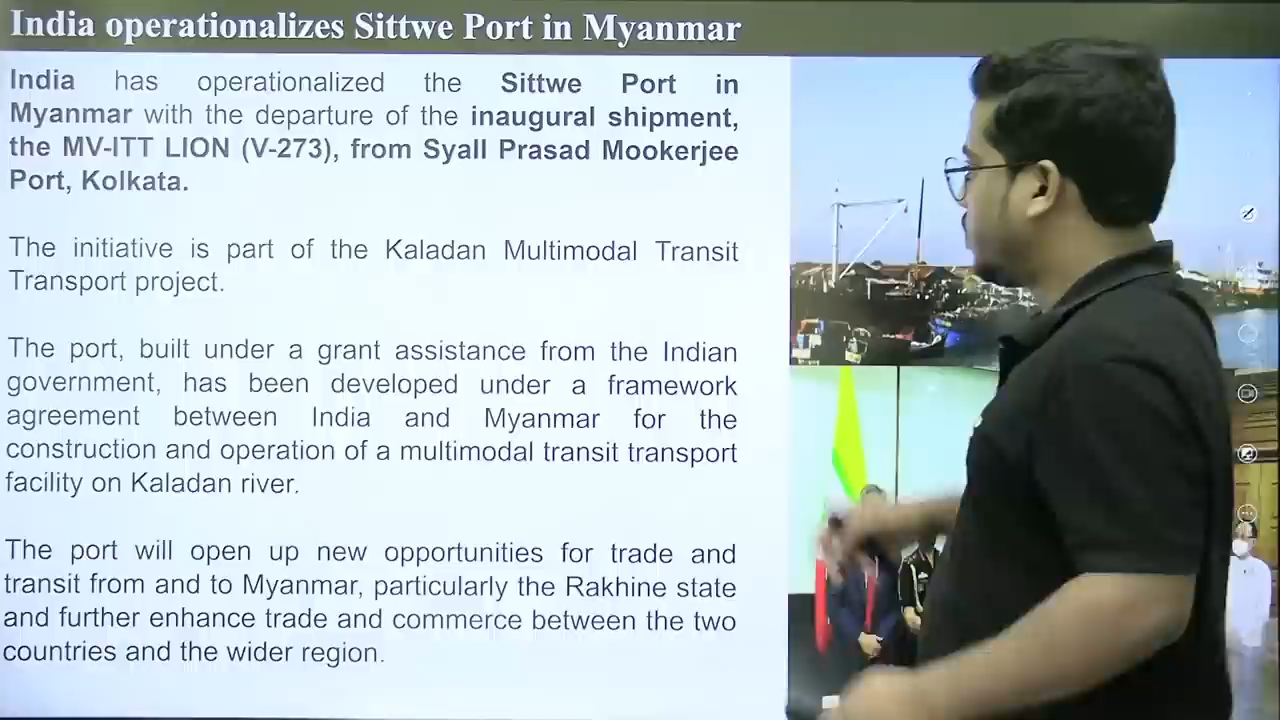 India operationalizes Sittwe Port in Myanmar
India has operationalized the Sittwe Port in
Myanmar with the departure of the inaugural shipment,
the MV-ITT LION (V-273), from Syall Prasad Mookerjee
Port, Kolkata.
The initiative is part of the Kaladan Multimodal Transit
Transport project.
The port, built under a grant assistance from the Indian
government, has been developed under a framework
agreement between India and Myanmar for the
construction and operation of a multimodal transit transport
facility on Kaladan river.
The port will open up new opportunities for trade and
transit from and to Myanmar, particularly the Rakhine state
and further enhance trade and commerce between the two
countries and the wider region.